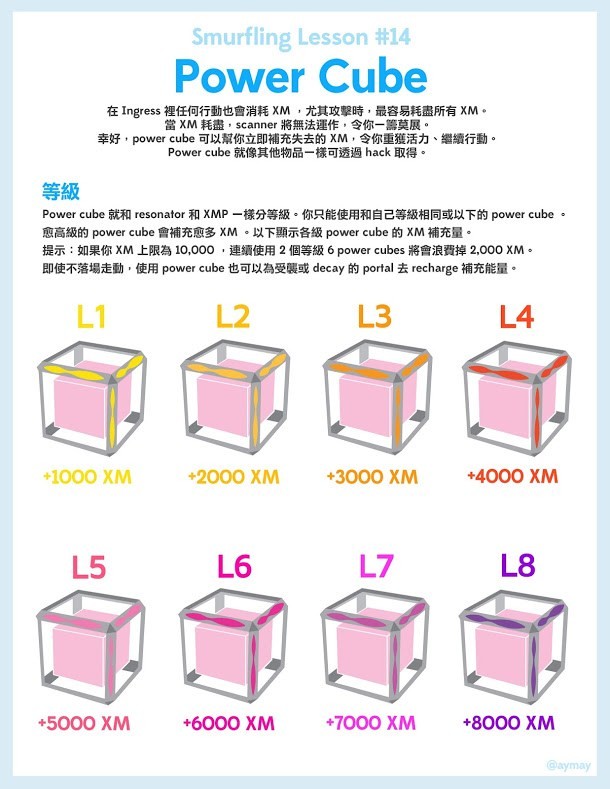 Smurfling Lesson #14
Power Cube
在 Ingress 裡任何行動也會消耗 XM ，尤其攻擊時，最容易耗盡所有 XM。
當 XM 耗盡，scanner 將無法運作，令你一籌莫展。
幸好，power cube 可以幫你立即補充失去的 XM，令你重獲活力、繼續行動。
Power cube 就像其他物品一樣可透過 hack 取得。
等級
Power cube 就和 resonator 和 XMP 一樣分等級。你只能使用和自己等級相同或以下的 power cube 。
愈高級的 power cube 會補充愈多 XM 。以下顯示各級 power cube 的 XM 補充量。
提示：如果你 XM 上限為 10,000 ，連續使用 2 個等級 6 power cubes 將會浪費掉 2,000 XM。
即使不落場走動，使用 power cube 也可以為受襲或 decay 的 portal 去 recharge 補充能量。
L1 L2 L3 L4
+1000 XM +2000 XM +3000 XM +4000 XM
L5 L6 L7 L8
+5000 XM +6000 XM +7000 XM +8000 XM
@aymay